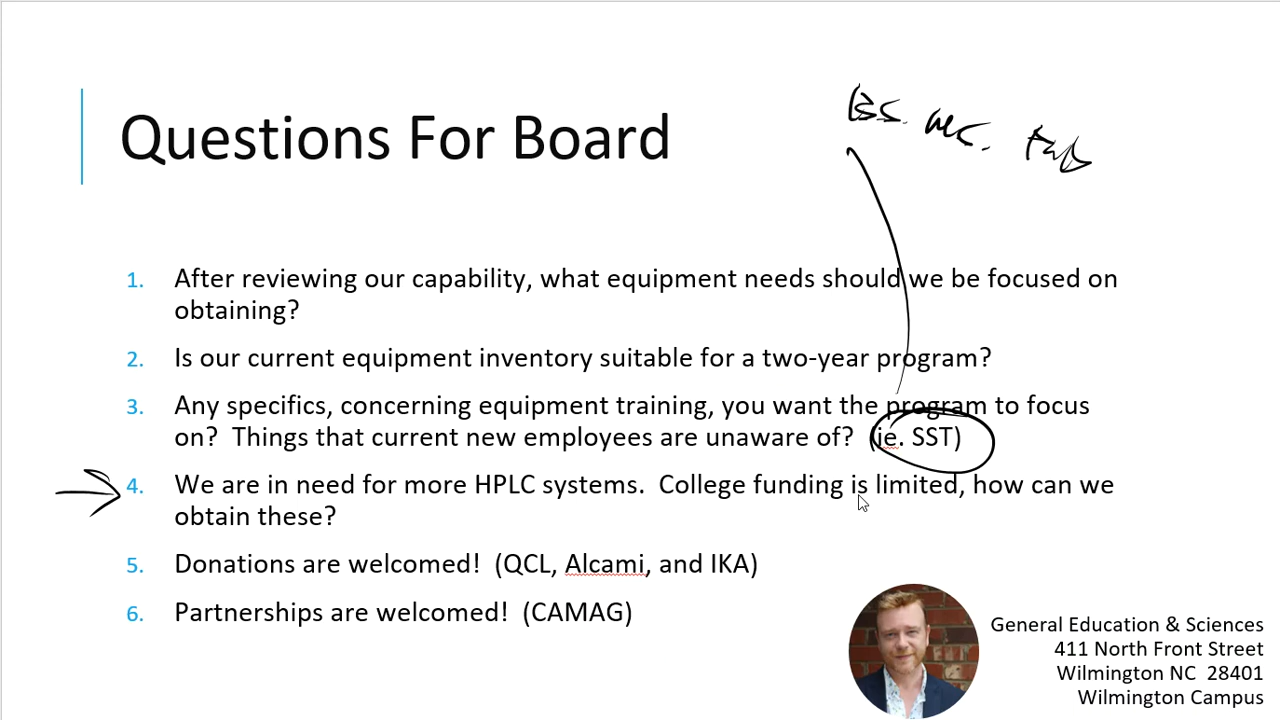 Questions For Board
1. After reviewing our capability, what equipment needs should we be focused on
obtaining?
2. Is our current equipment inventory suitable for a two-year program?
3. Any specifics, concerning equipment training, you want the program to focus
on? Things that current new employees are unaware of? (ie. SST)
4. We are in need for more HPLC systems. College funding is limited, how can we
obtain these?
5. Donations are welcomed! (QCL, Alcami, and IKA)
6. Partnerships are welcomed! (CAMAG)
General Education & Sciences
411 North Front Street
Wilmington NC 28401
Wilmington Campus